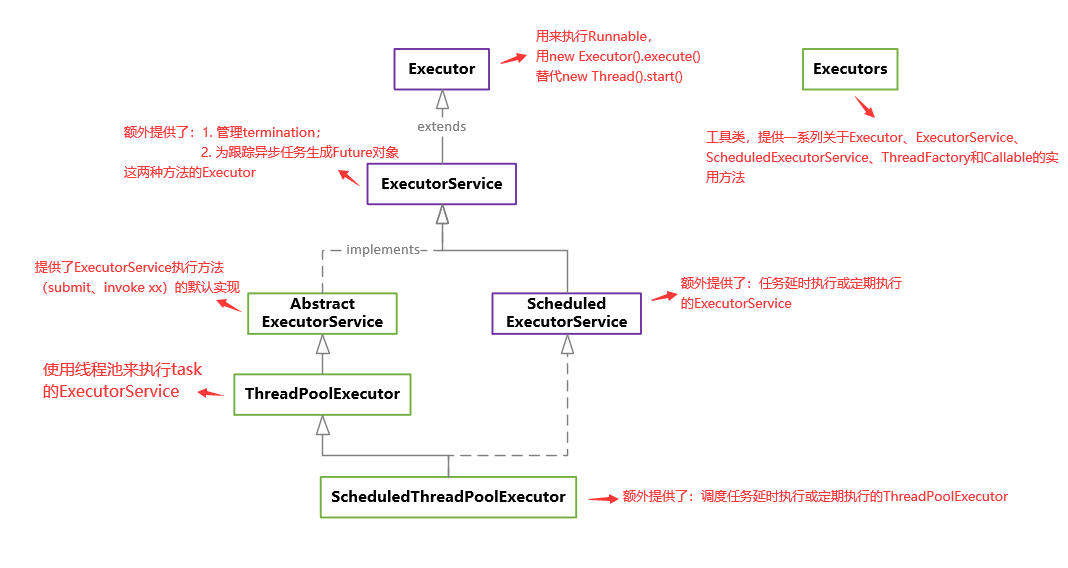 用来执行Runnable,
用new Executor().execute()
替代new Thread().start()
Executor
Executors
extends
额外提供了：1. 管理termination；
2. 为跟踪异步任务生成Future对象
这两种方法的Executor
工具类，提供一系列关于Executor、ExecutorService、
ScheduledExecutorService、ThreadFactory和Callable的实
用方法
ExecutorService
implements
提供了ExecutorService执行方法
（submit、invoke xx）的默认实现
额外提供了：任务延时执行或定期执行
的ExecutorService
Abstract
ExecutorService
Scheduled
ExecutorService
使用线程池来执行task
的ExecutorService
ThreadPoolExecutor
ScheduledThreadPoolExecutor
额外提供了：调度任务延时执行或定期执行的ThreadPoolExecutor